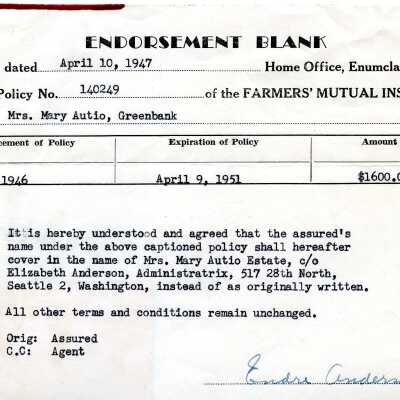 ENDORSEMENT BLANK
dated April 10, 1947 Home Office, Enumcla
Policy No. 140249 of the FARMERS' MUTUAL INS
Mrs. Mary Autio, Greenbank
cement of Policy Expiration of Policy Amount
1946 April 9, 1951 $1600.0
It is hereby understood and agreed that the assured's
name under the above captioned policy shall hereafter
cover in the name of Mrs. Mary Autio Estate, c/o
Elizabeth Anderson, Administratrix, 517 28th North,
Seattle 2, Washington, instead of as originally written.
All other terms and conditions remain unchanged.
Orig: Assured
C.C: Agent